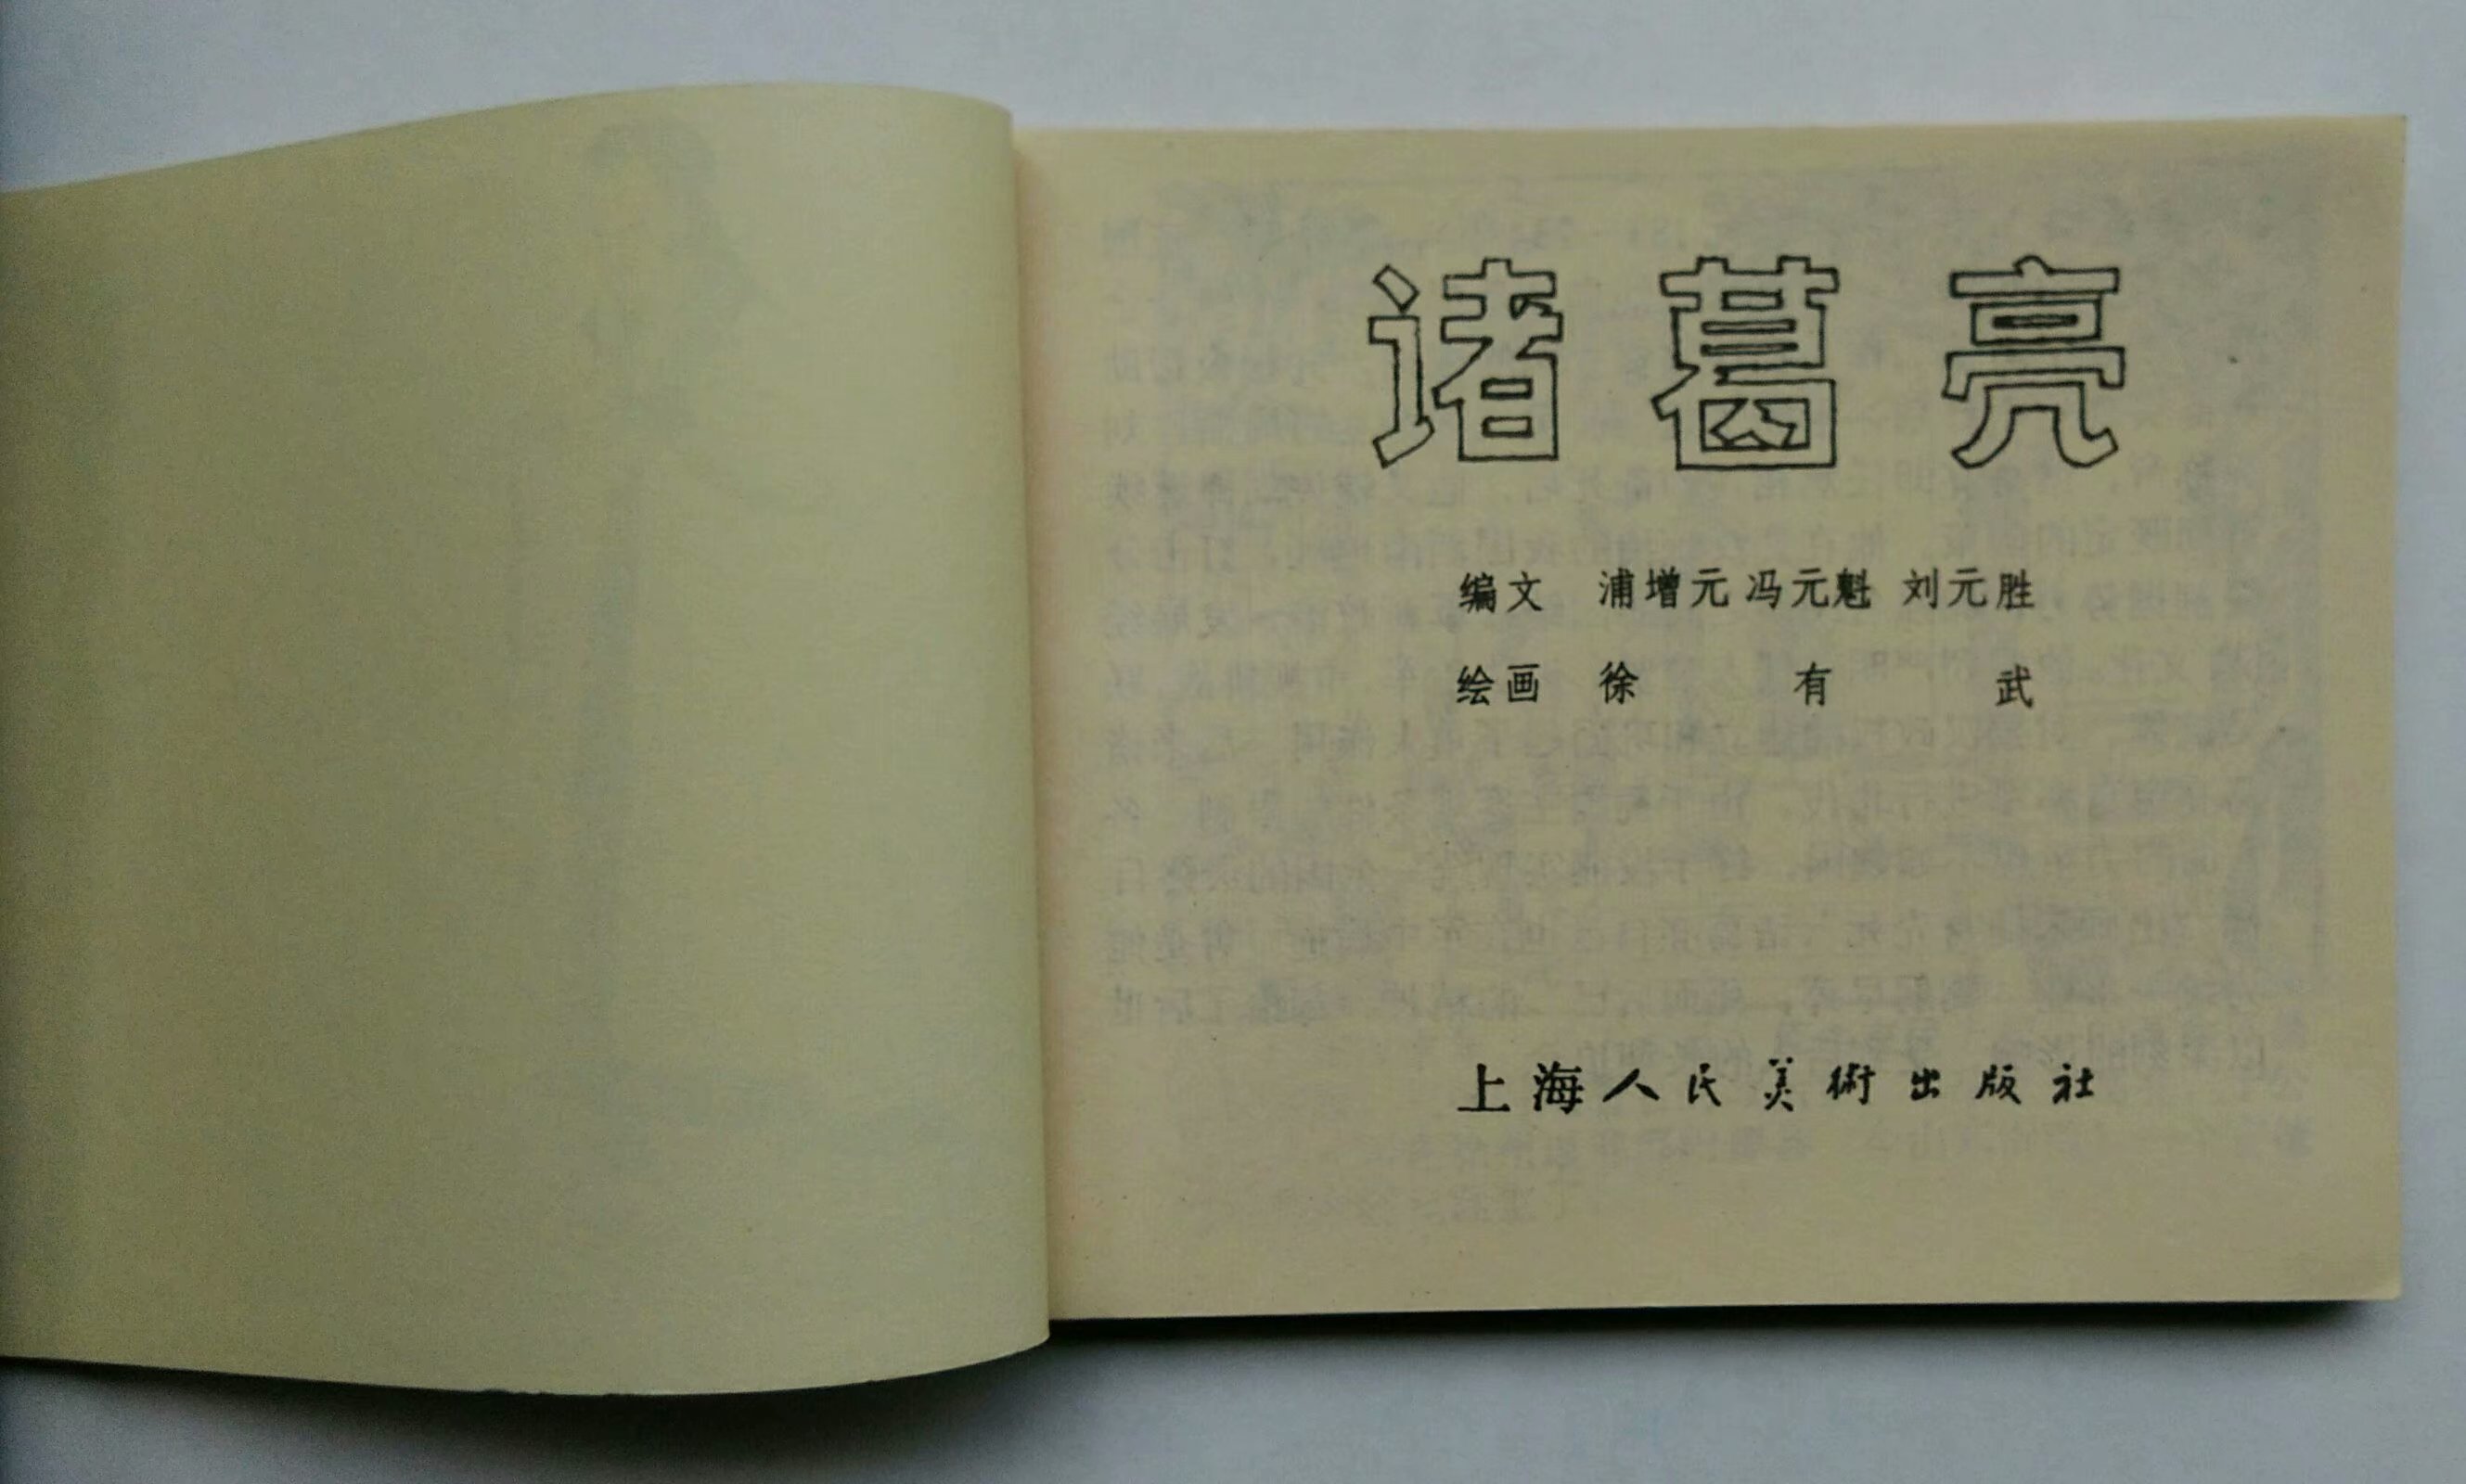 诸葛亮
编文 浦增元 冯元魁 刘元胜
绘画 徐有武
上海人民美術出版社